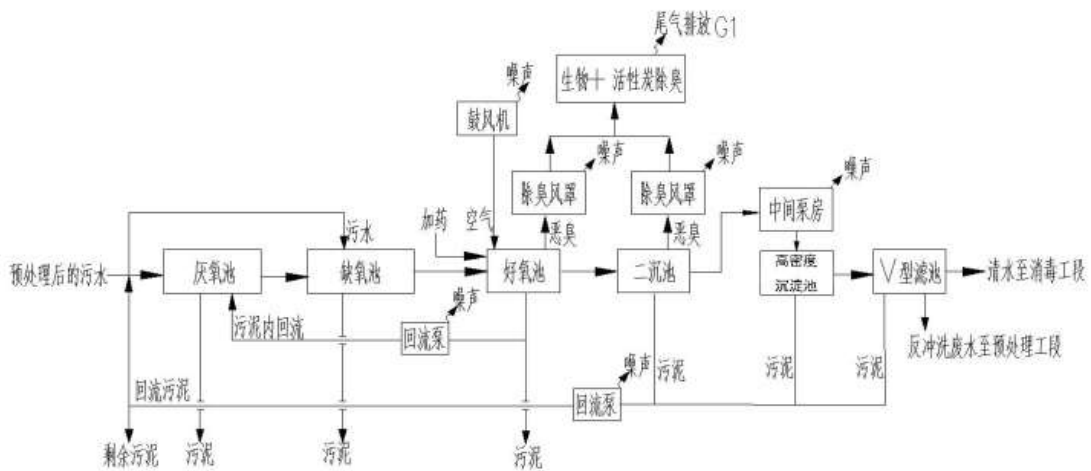 尾气排放G1
噪声
生物+ 活性炭除臭
鼓风机
噪声
噪声
除臭风罩
除臭风罩
噪声
中间泵房
加药
空气
恶臭
恶臭
污水
预处理后的污水
厌氧池
缺氧池
好氧池
二沉池
高密度
沉淀池
V型滤池
清水至消毒工段
噪声
污泥内回流
回流泵
反冲洗废水至预处理工段
噪声
污泥
污泥
污泥
回流污泥
回流泵
剩余污泥
污泥
污泥
污泥